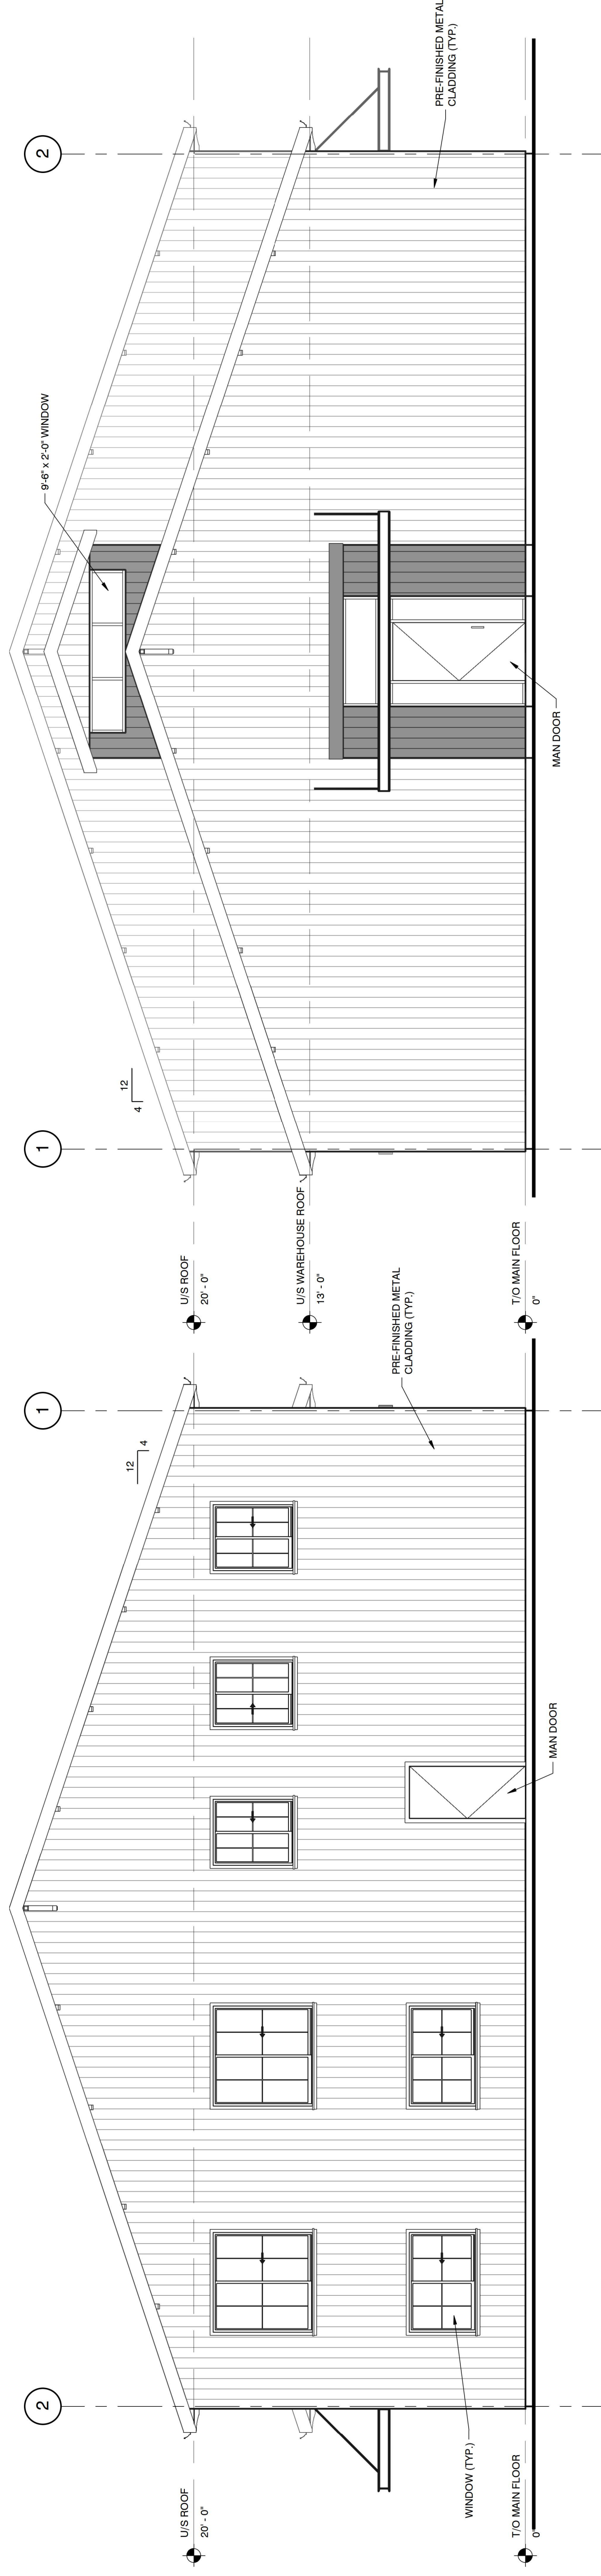 2
1
12
4
U/S ROOF
20' - 0"
PRE-FINISHED METAL
CLADDING (TYP.)
MAN DOOR
WINDOW (TYP.)
T/O MAIN FLOOR
0"
1
2
4
12
9'-6" x 2'-0" WINDOW
U/S ROOF
20' - 0"
U/S WAREHOUSE ROOF
13' - 0"
PRE-FINISHED METAL
CLADDING (TYP.)
MAN DOOR
T/O MAIN FLOOR
0"